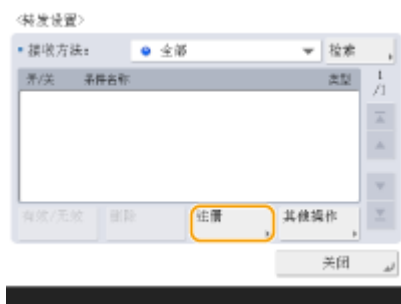 <转发设置>
接收方法: 全部 检索
开/关 条件名称 类型 1
/1
有效/无效 删除 注册 其他操作
关闭